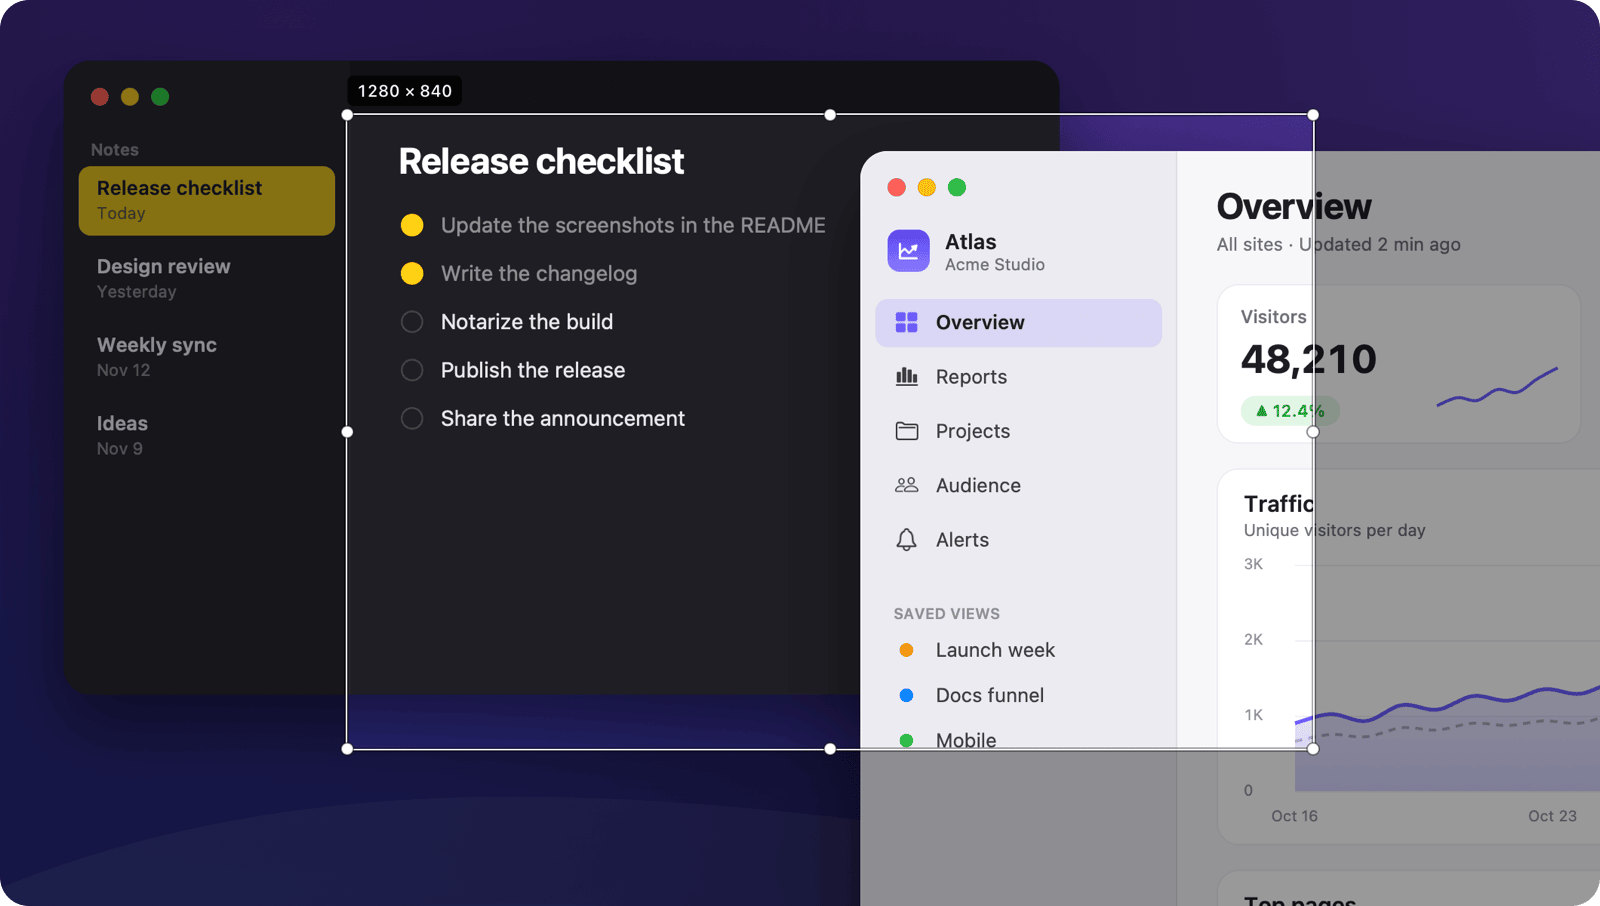 1280 × 840
Notes
Release checklist
Today
Design review
Yesterday
Weekly sync
Nov 12
Ideas
Nov 9
Release checklist
Update the screenshots in the README
Write the changelog
Notarize the build
Publish the release
Share the announcement
Atlas
Acme Studio
Overview
Reports
Projects
Audience
Alerts
SAVED VIEWS
Launch week
Docs funnel
Mobile
Overview
All sites · Updated 2 min ago
Visitors
48,210
▲ 12.4%
Traffic
Unique visitors per day
3K
2K
1K
0
Oct 16
Oct 23
Top pages